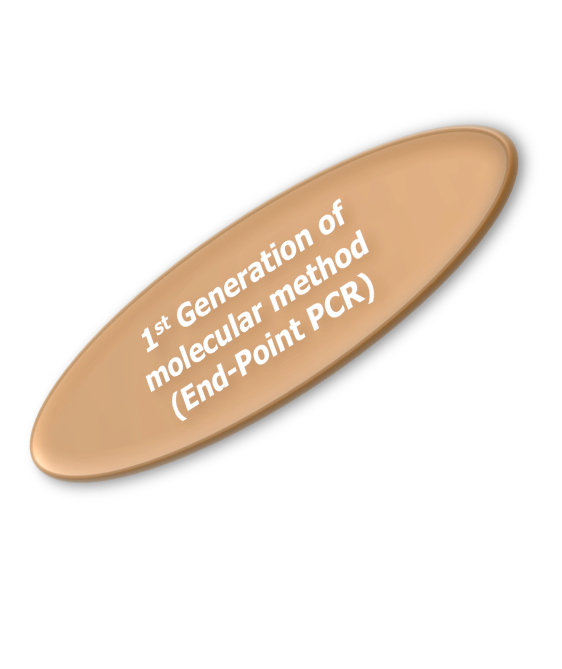 1st Generation of
molecular method
(End-Point PCR)